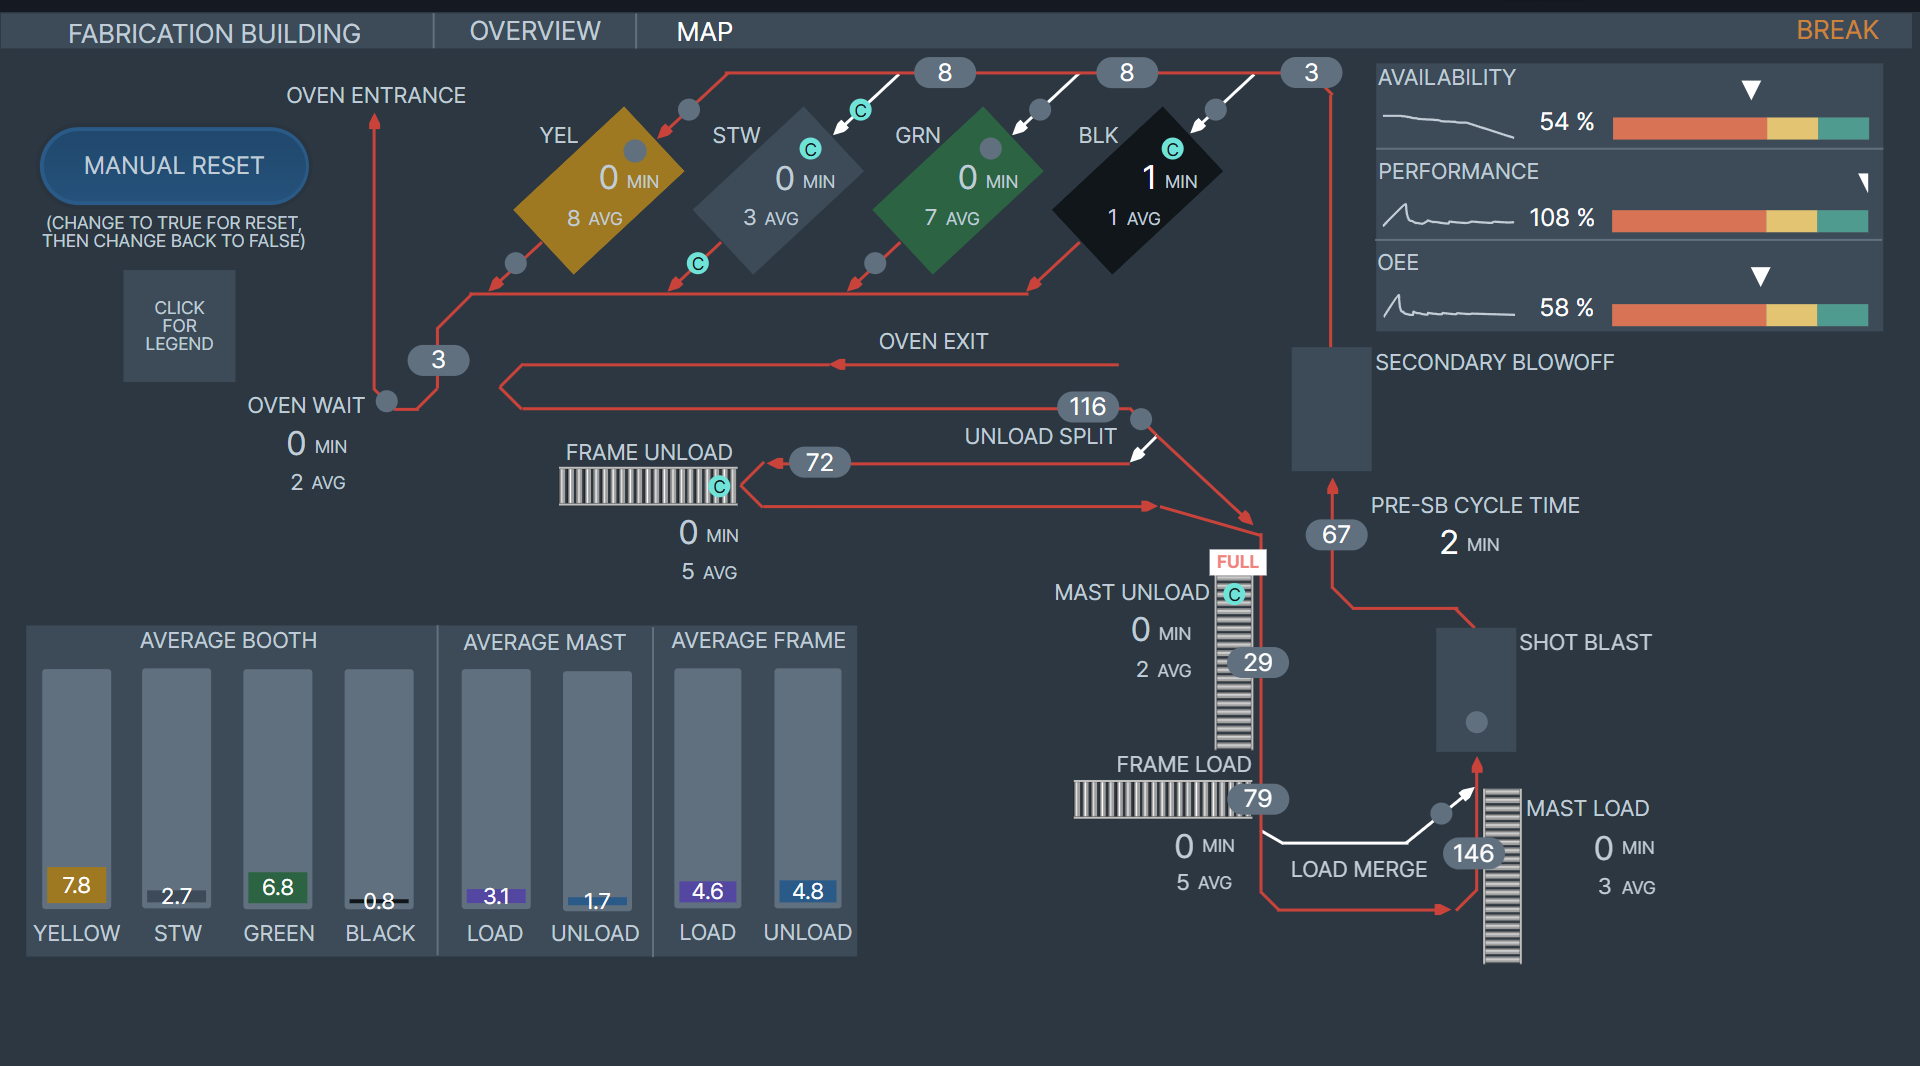 FABRICATION BUILDING
OVERVIEW
MAP
BREAK
OVEN ENTRANCE
MANUAL RESET
(CHANGE TO TRUE FOR RESET,
THEN CHANGE BACK TO FALSE)
CLICK
FOR
LEGEND
8
8
3
YEL
0 MIN
8 AVG
STW
C
C
0 MIN
3 AVG
C
GRN
0 MIN
7 AVG
BLK
C
1 MIN
1 AVG
AVAILABILITY
54 %
PERFORMANCE
108 %
OEE
58 %
3
OVEN WAIT
0 MIN
2 AVG
OVEN EXIT
116
UNLOAD SPLIT
FRAME UNLOAD
72
C
0 MIN
5 AVG
SECONDARY BLOWOFF
67
PRE-SB CYCLE TIME
2 MIN
FULL
MAST UNLOAD
C
0 MIN
2 AVG
29
SHOT BLAST
FRAME LOAD
79
0 MIN
5 AVG
LOAD MERGE
146
MAST LOAD
0 MIN
3 AVG
AVERAGE BOOTH
7.8
2.7
6.8
0.8
YELLOW
STW
GREEN
BLACK
AVERAGE MAST
3.1
1.7
LOAD
UNLOAD
AVERAGE FRAME
4.6
4.8
LOAD
UNLOAD